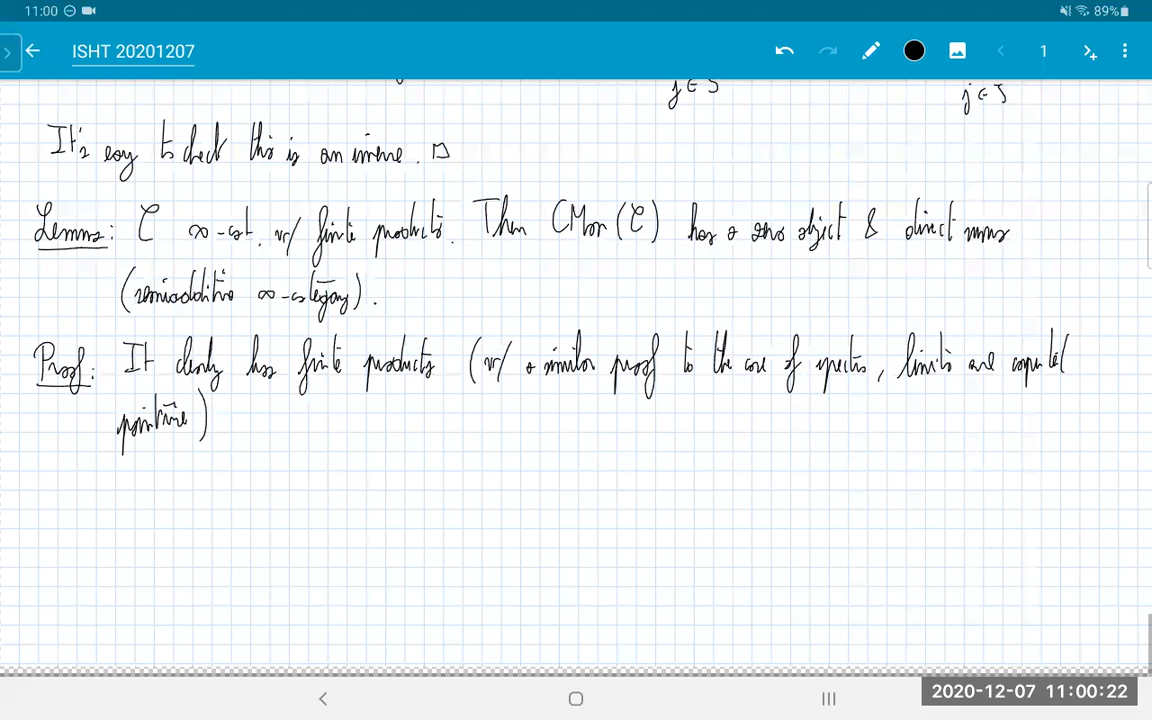 11:00
89%
ISHT 20201207
1
j ∈ J
j ∈ J
It's easy to check this is an inverse. □
Lemma: C ∞-cat. w/ finite products. Then CMon(C) has a zero object & direct sums
(semiadditive ∞-category).
Proof: It clearly has finite products (w/ a similar proof to the case of spectra, limits are computed
pointwise)
2020-12-07 11:00:22